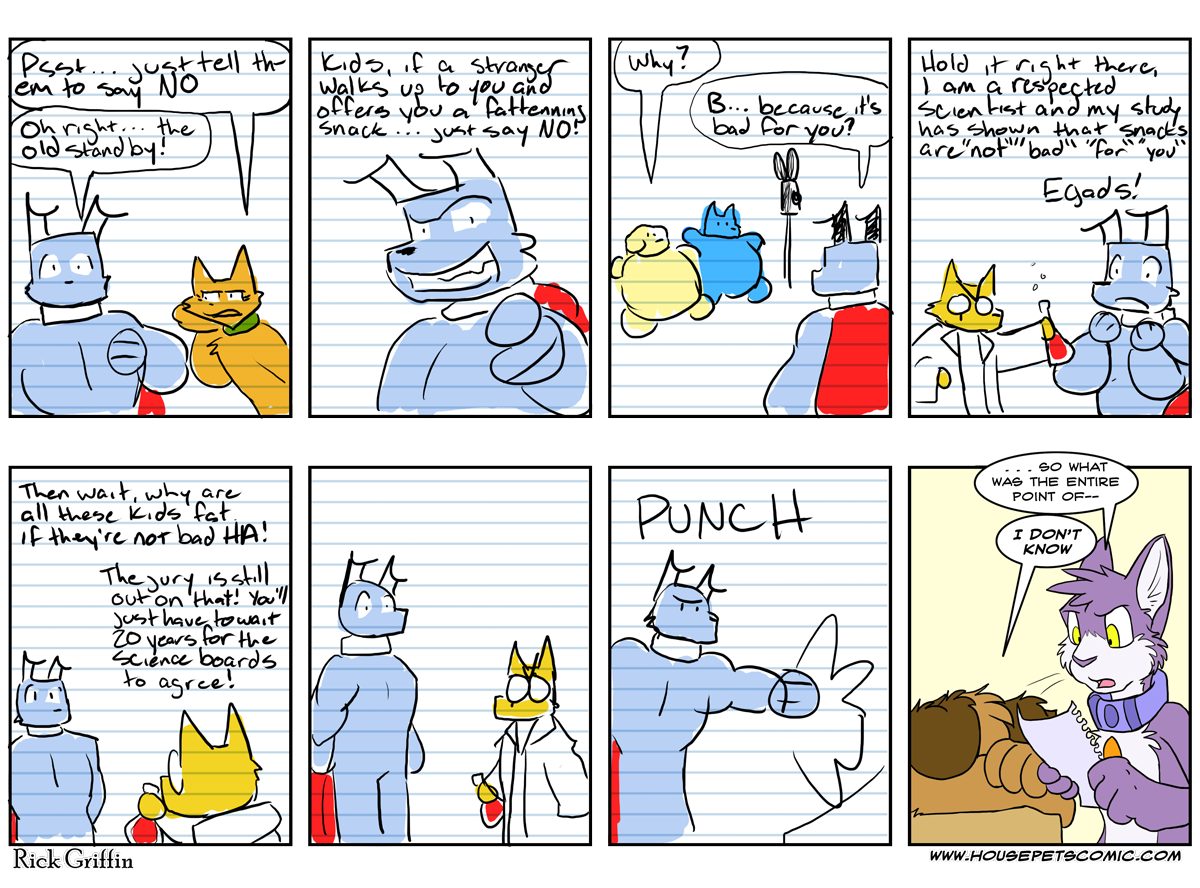 Psst... just tell th-
em to say NO
Oh right... the
old standby!
Kids, if a stranger
walks up to you and
offers you a fattenning
snack... just say NO!
Why?
B... because it's
bad for you?
Hold it right there,
I am a respected
scientist and my study
has shown that snacks
are "not" "bad" "for" "you"
Egads!
Then wait, why are
all these kids fat
if they're not bad HA!
The jury is still
out on that! You'll
just have to wait
20 years for the
science boards
to agree!
PUNCH
. . . SO WHAT
WAS THE ENTIRE
POINT OF--
I DON'T
KNOW
Rick Griffin
WWW.HOUSEPETSCOMIC.COM